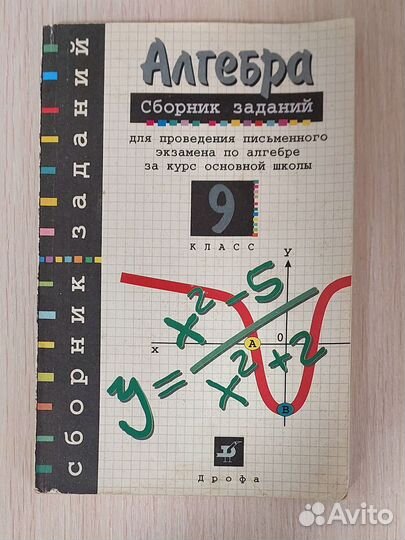 сборник заданий
Алгебра
Сборник заданий
для проведения письменного
экзамена по алгебре
за курс основной школы
9
КЛАСС
y = x² - 5
x² + 2
У
X
0
A
B
Дрофа
Avito